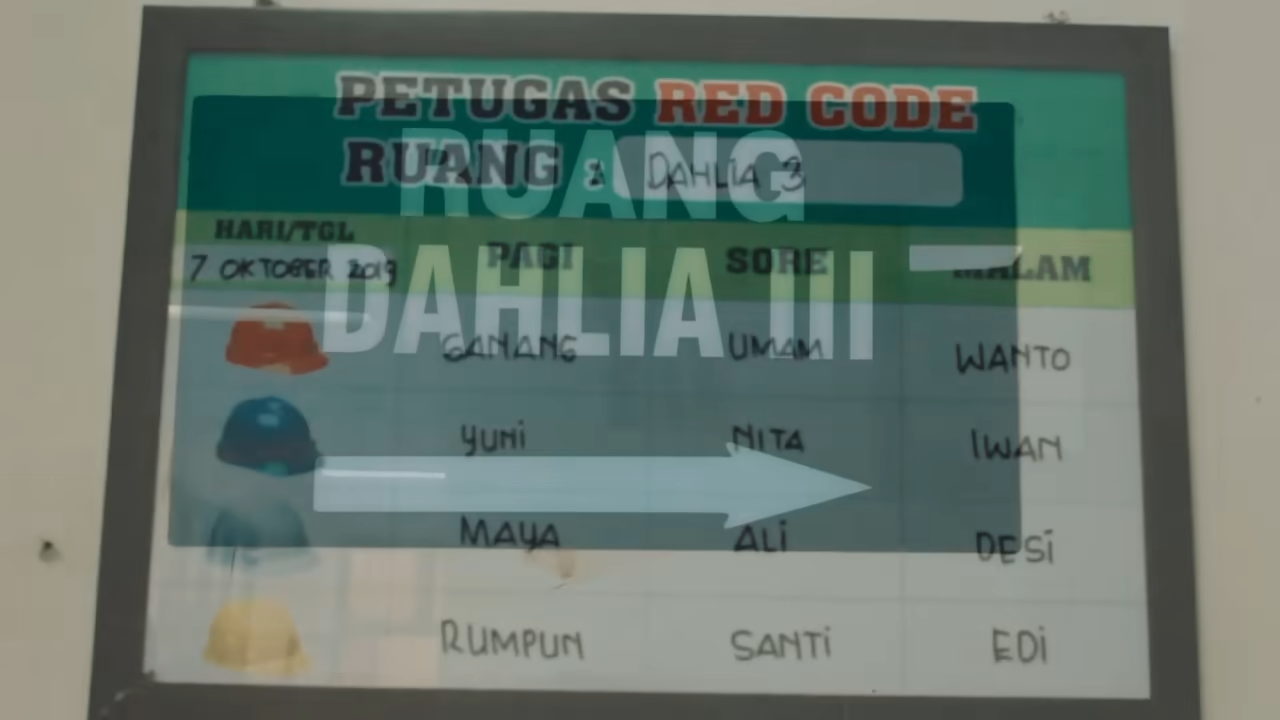 PETUGAS RED CODE
RUANG : DAHLIA 3
RUANG
DAHLIA III
HARI/TGL PAGI SORE MALAM
7 OKTOBER 2019
GANANG UMAM WANTO
YUNI NITA IWAN
MAYA ALI DESI
RUMPUN SANTI EDI